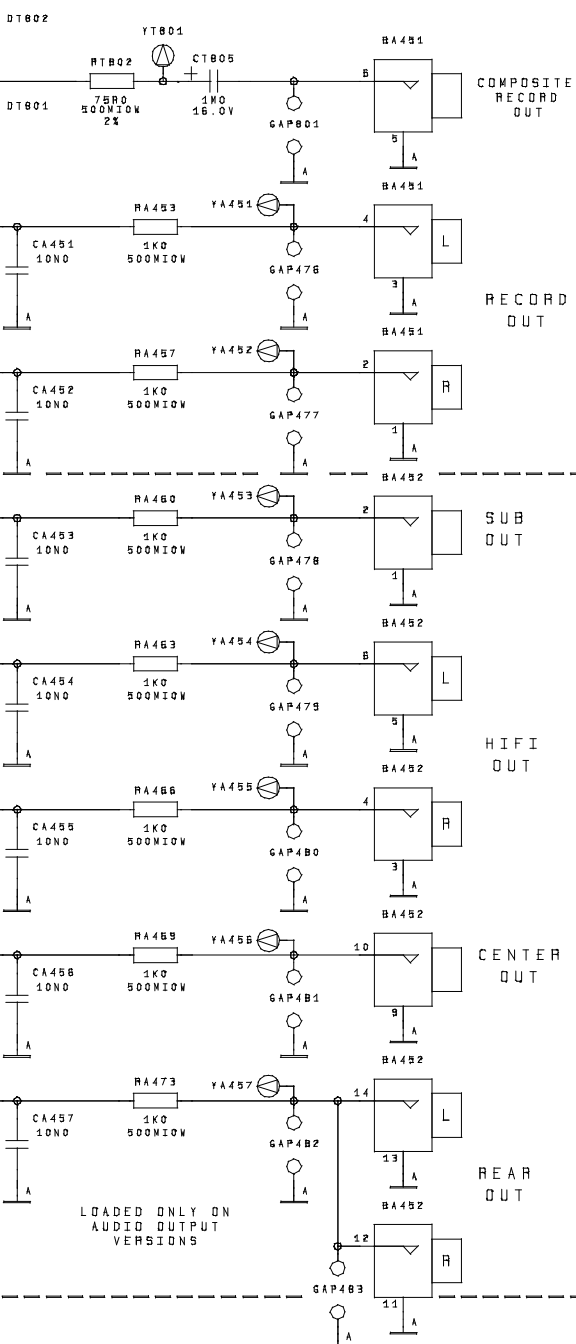 DT802
YT801
BA451
RT802
CT805
6
COMPOSITE
RECORD
OUT
DT801
75R0
500MIOW
2%
1M0
16.0V
GAP801
5
A
A
BA451
RA453
YA451
4
L
CA451
10N0
1K0
500MIOW
GAP476
3
A
A
A
RECORD
OUT
BA451
RA457
YA452
2
R
CA452
10N0
1K0
500MIOW
GAP477
1
A
A
A
BA452
RA460
YA453
2
SUB
OUT
CA453
10N0
1K0
500MIOW
GAP478
1
A
A
A
BA452
RA463
YA454
6
L
CA454
10N0
1K0
500MIOW
GAP479
5
A
A
A
HIFI
OUT
BA452
RA466
YA455
4
R
CA455
10N0
1K0
500MIOW
GAP480
3
A
A
A
BA452
RA469
YA456
10
CENTER
OUT
CA456
10N0
1K0
500MIOW
GAP481
9
A
A
A
BA452
RA473
YA457
14
L
CA457
10N0
1K0
500MIOW
GAP482
13
A
A
A
REAR
OUT
BA452
LOADED ONLY ON
AUDIO OUTPUT
VERSIONS
12
R
GAP483
11
A
A